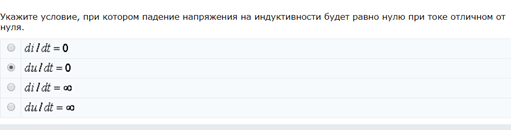 Укажите условие, при котором падение напряжения на индуктивности будет равно нулю при токе отличном от
нуля.
di / dt = 0
du / dt = 0
di / dt = ∞
du / dt = ∞